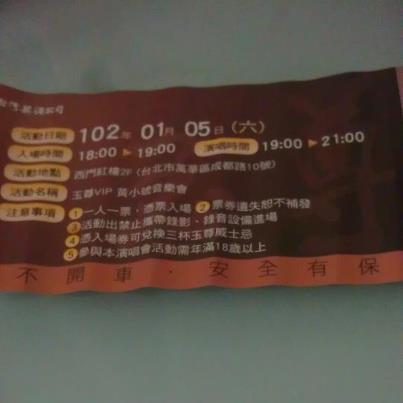 活動日期 102年 01月 05日(六)
入場時間 18:00 ▶ 19:00 演唱時間 19:00 ▶ 21:00
活動地點 西門紅樓2F (台北市萬華區成都路10號)
活動名稱 玉尊VIP 黃小琥音樂會
注意事項 ①一人一票,憑票入場 ②票券遺失恕不補發
③活動出禁止攜帶錄影、錄音設備進場
④憑入場券可兌換三杯玉尊威士忌
⑤參與本演唱會活動需年滿18歲以上
不開車.安全有保